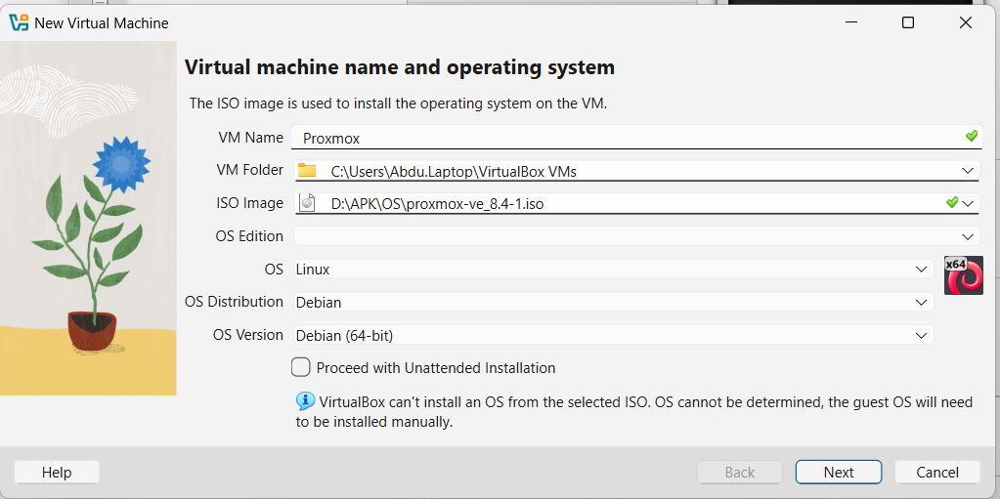 New Virtual Machine
Virtual machine name and operating system
The ISO image is used to install the operating system on the VM.
VM Name Proxmox
VM Folder C:\Users\Abdu.Laptop\VirtualBox VMs
ISO Image D:\APK\OS\proxmox-ve_8.4-1.iso
OS Edition
OS Linux x64
OS Distribution Debian
OS Version Debian (64-bit)
Proceed with Unattended Installation
VirtualBox can't install an OS from the selected ISO. OS cannot be determined, the guest OS will need
to be installed manually.
Help Back Next Cancel